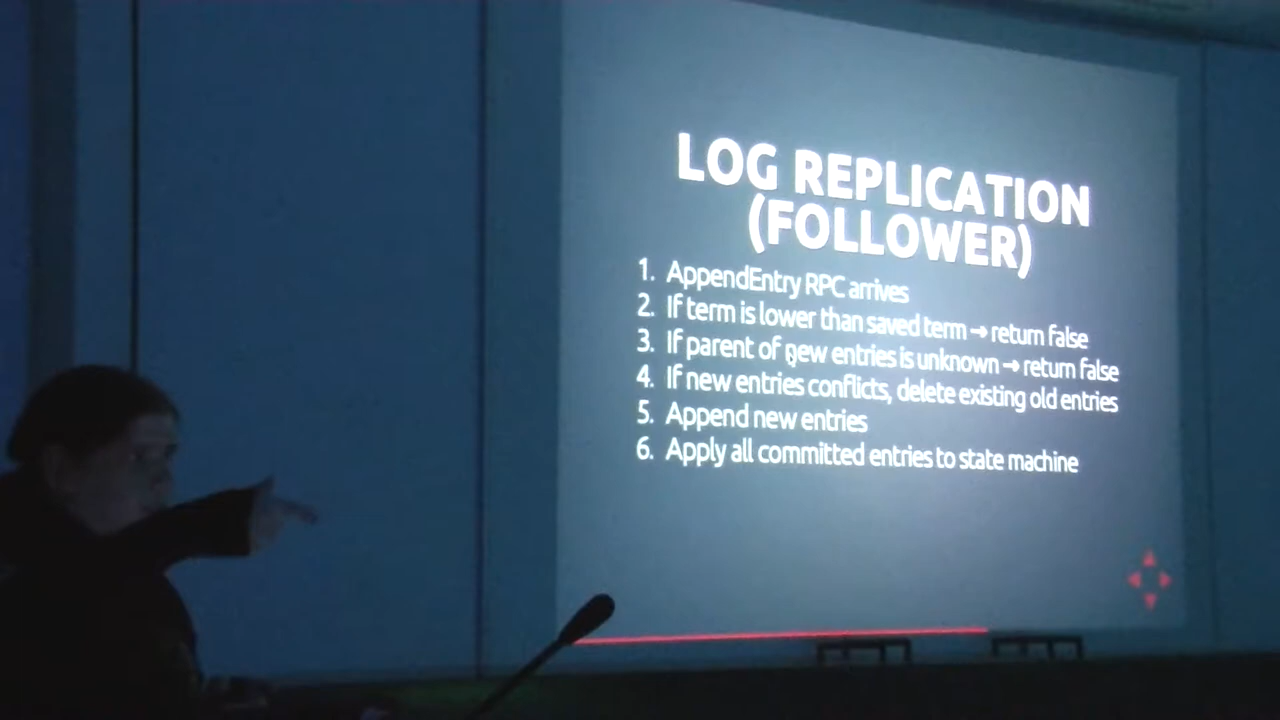 LOG REPLICATION
(FOLLOWER)
1. AppendEntry RPC arrives
2. If term is lower than saved term → return false
3. If parent of new entries is unknown → return false
4. If new entries conflicts, delete existing old entries
5. Append new entries
6. Apply all committed entries to state machine